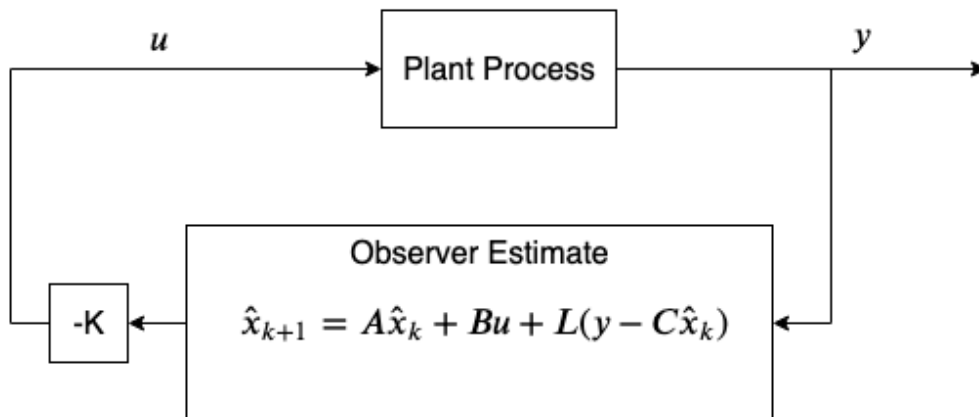 u
y
Plant Process
Observer Estimate
-K
x̂ₖ₊₁ = Ax̂ₖ + Bu + L(y − Cx̂ₖ)